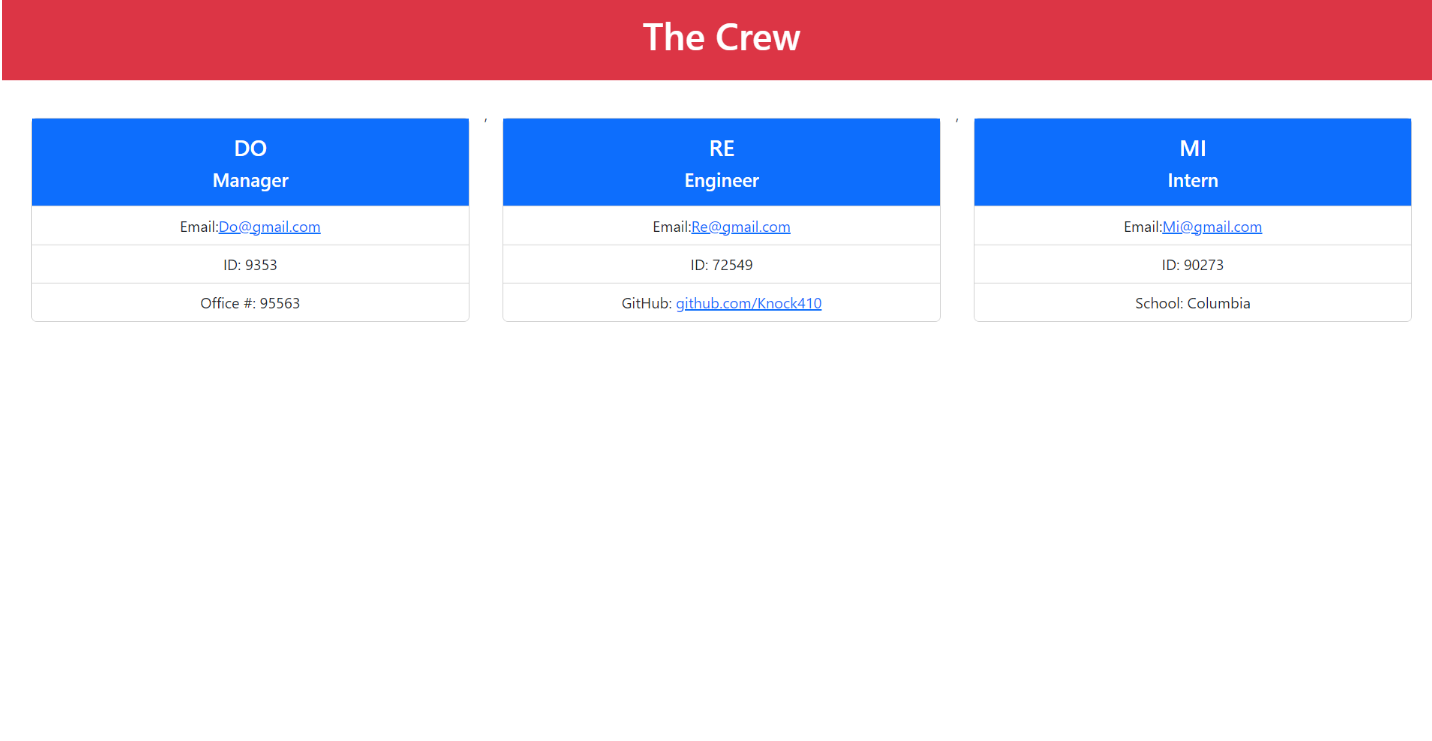 The Crew
DO
Manager
Email:Do@gmail.com
ID: 9353
Office #: 95563
,
RE
Engineer
Email:Re@gmail.com
ID: 72549
GitHub: github.com/Knock410
,
MI
Intern
Email:Mi@gmail.com
ID: 90273
School: Columbia